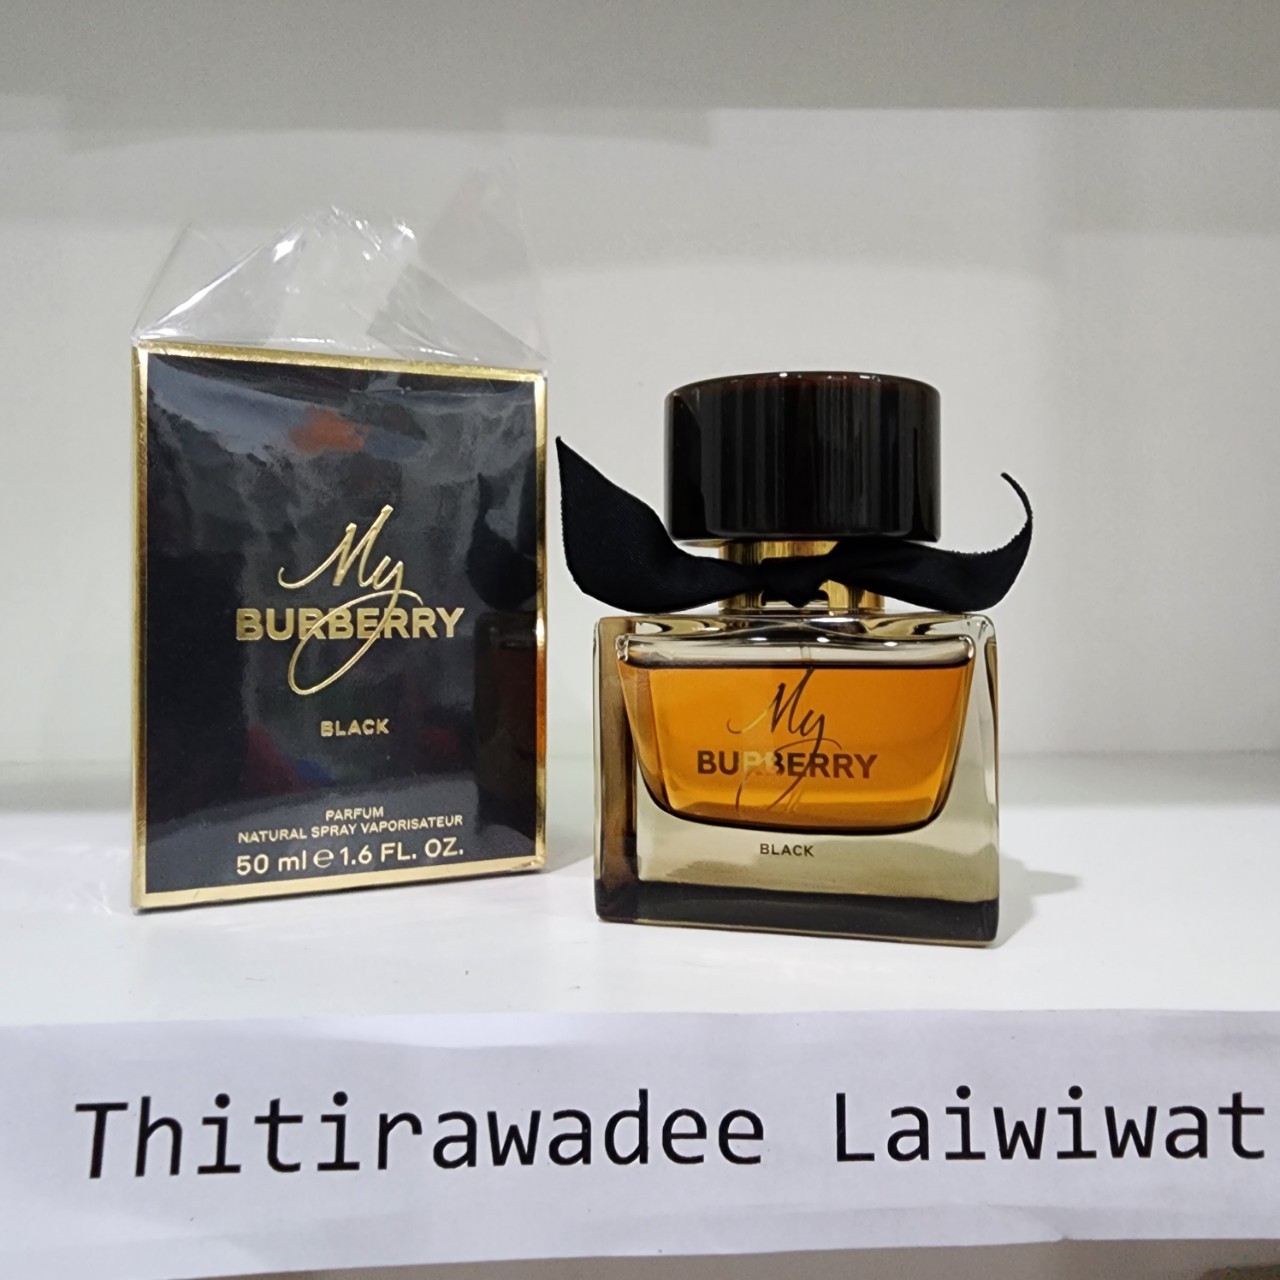 My
BURBERRY
BLACK
PARFUM
NATURAL SPRAY VAPORISATEUR
50 ml e 1.6 FL. OZ.
My
BURBERRY
BLACK
Thitirawadee Laiwiwat